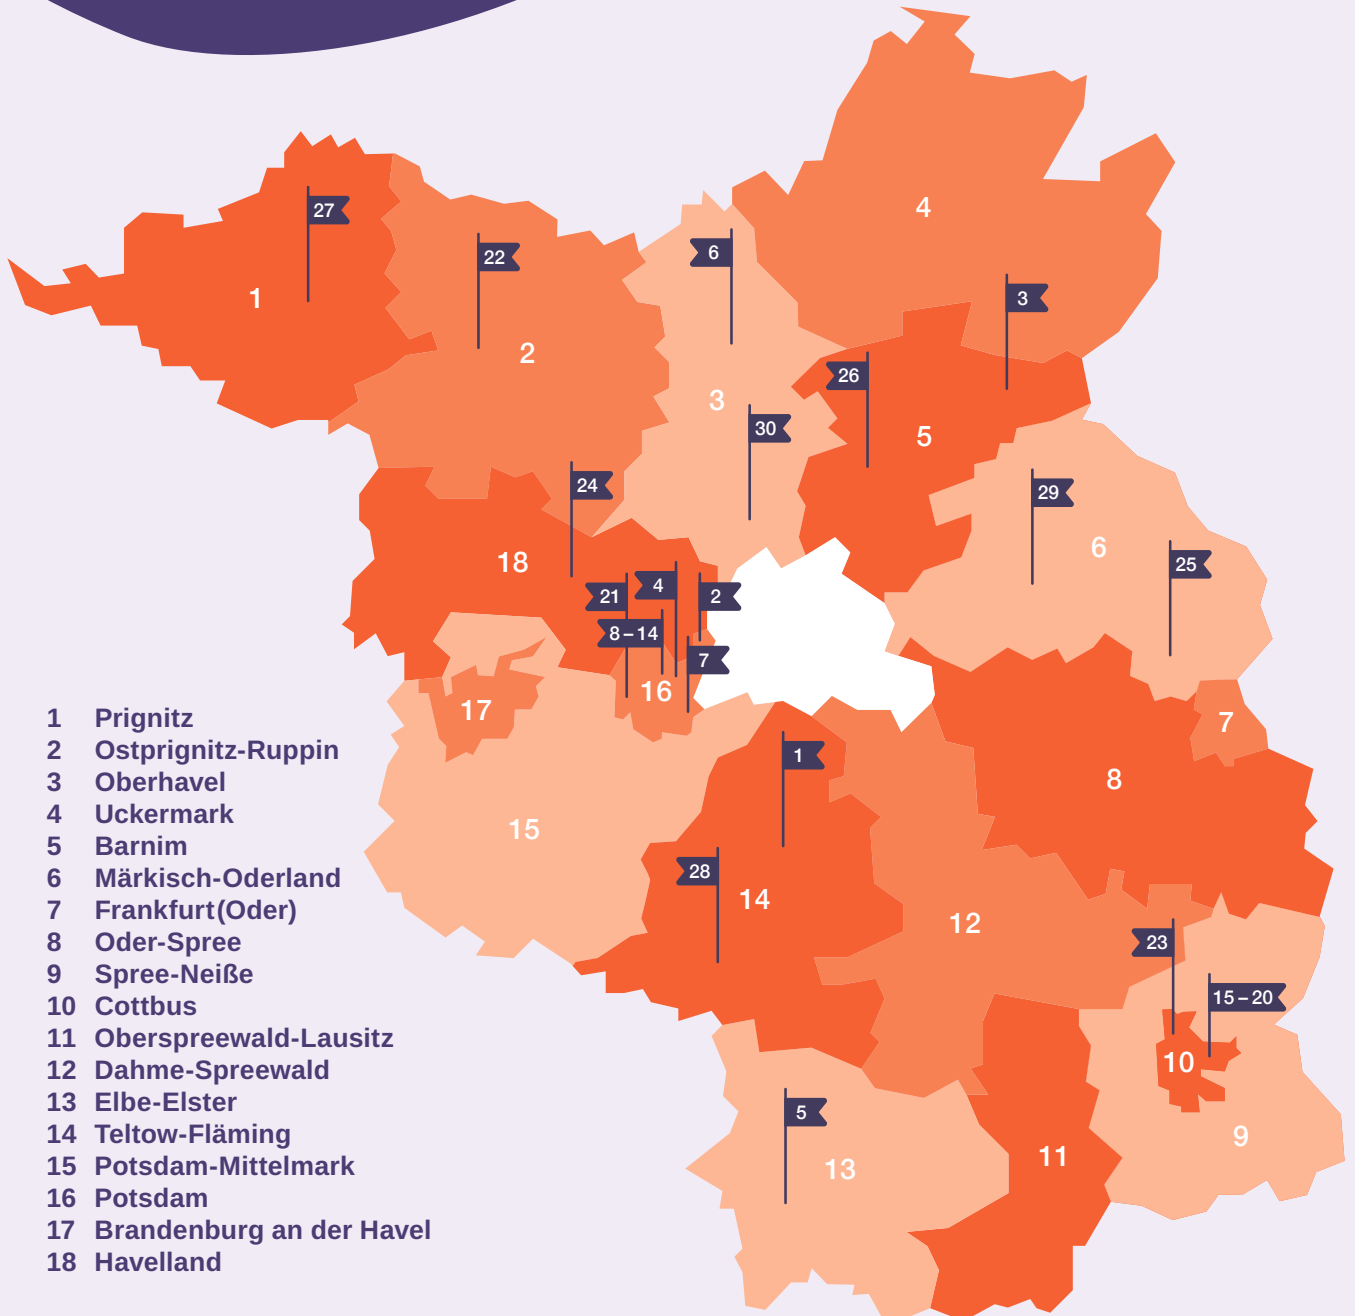 4
27
22
6
3
1
2
26
3
30
5
24
29
18
6
25
21
4
2
8–14
7
16
17
7
1
8
15
28
14
12
23
15–20
10
5
13
11
9
1 Prignitz
2 Ostprignitz-Ruppin
3 Oberhavel
4 Uckermark
5 Barnim
6 Märkisch-Oderland
7 Frankfurt(Oder)
8 Oder-Spree
9 Spree-Neiße
10 Cottbus
11 Oberspreewald-Lausitz
12 Dahme-Spreewald
13 Elbe-Elster
14 Teltow-Fläming
15 Potsdam-Mittelmark
16 Potsdam
17 Brandenburg an der Havel
18 Havelland